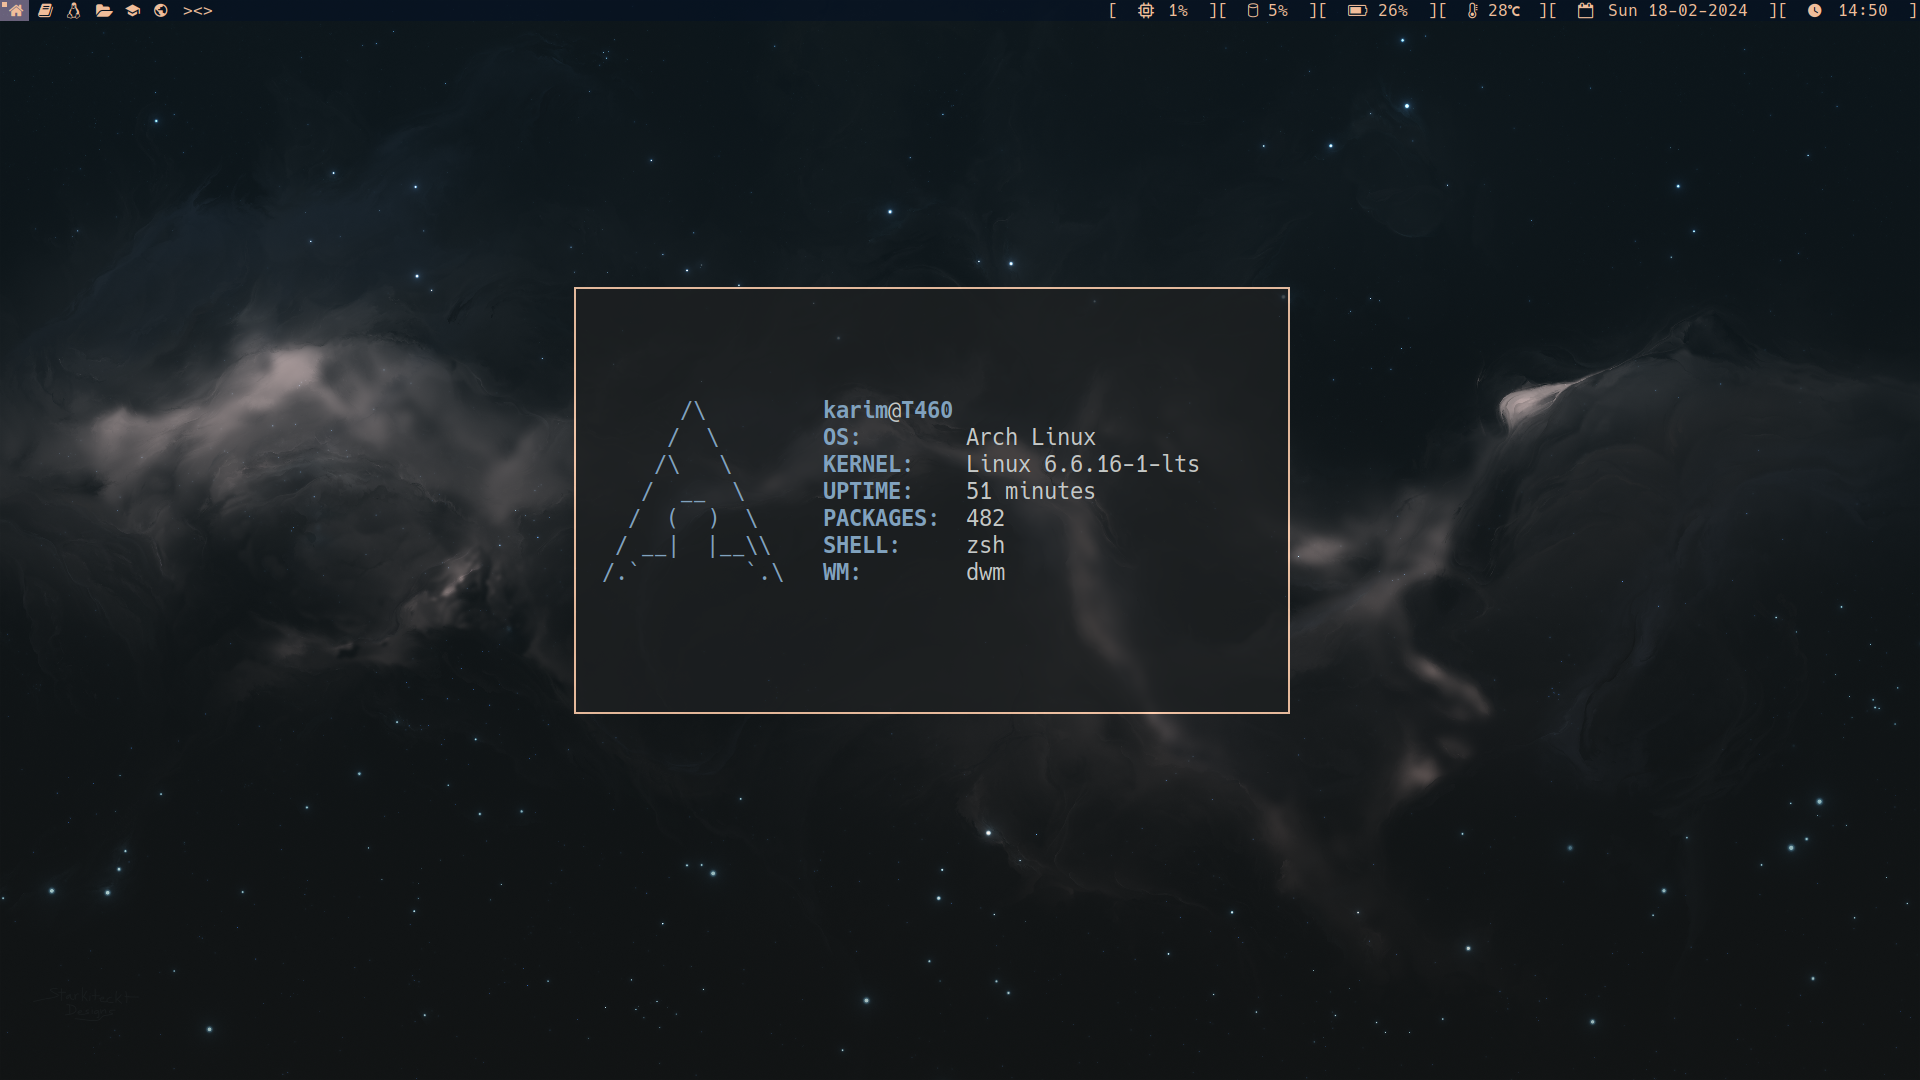 ><> [ 1% ][ 5% ][ 26% ][ 28℃ ][ Sun 18-02-2024 ][ 14:50 ]
karim@T460
OS: Arch Linux
KERNEL: Linux 6.6.16-1-lts
UPTIME: 51 minutes
PACKAGES: 482
SHELL: zsh
WM: dwm